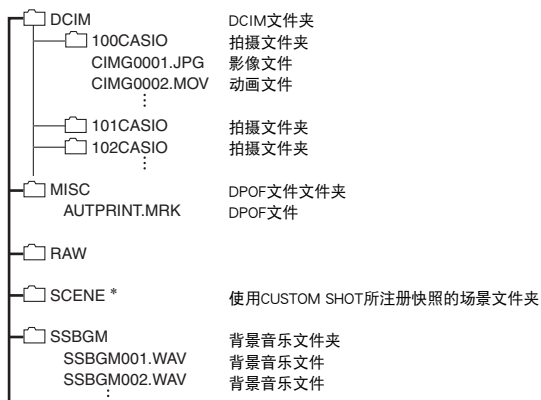 DCIM DCIM文件夹
100CASIO 拍摄文件夹
CIMG0001.JPG 影像文件
CIMG0002.MOV 动画文件
⋮
101CASIO 拍摄文件夹
102CASIO 拍摄文件夹
⋮
MISC DPOF文件文件夹
AUTPRINT.MRK DPOF文件
RAW
SCENE * 使用CUSTOM SHOT所注册快照的场景文件夹
SSBGM 背景音乐文件夹
SSBGM001.WAV 背景音乐文件
SSBGM002.WAV 背景音乐文件
⋮